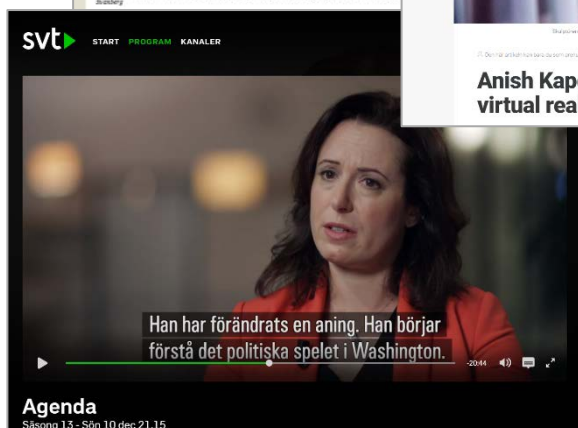 Anish Kap
virtual rea
svt
START PROGRAM KANALER
Han har förändrats en aning. Han börjar
förstå det politiska spelet i Washington.
-20:44
Agenda
Säsong 13 - Sön 10 dec 21.15